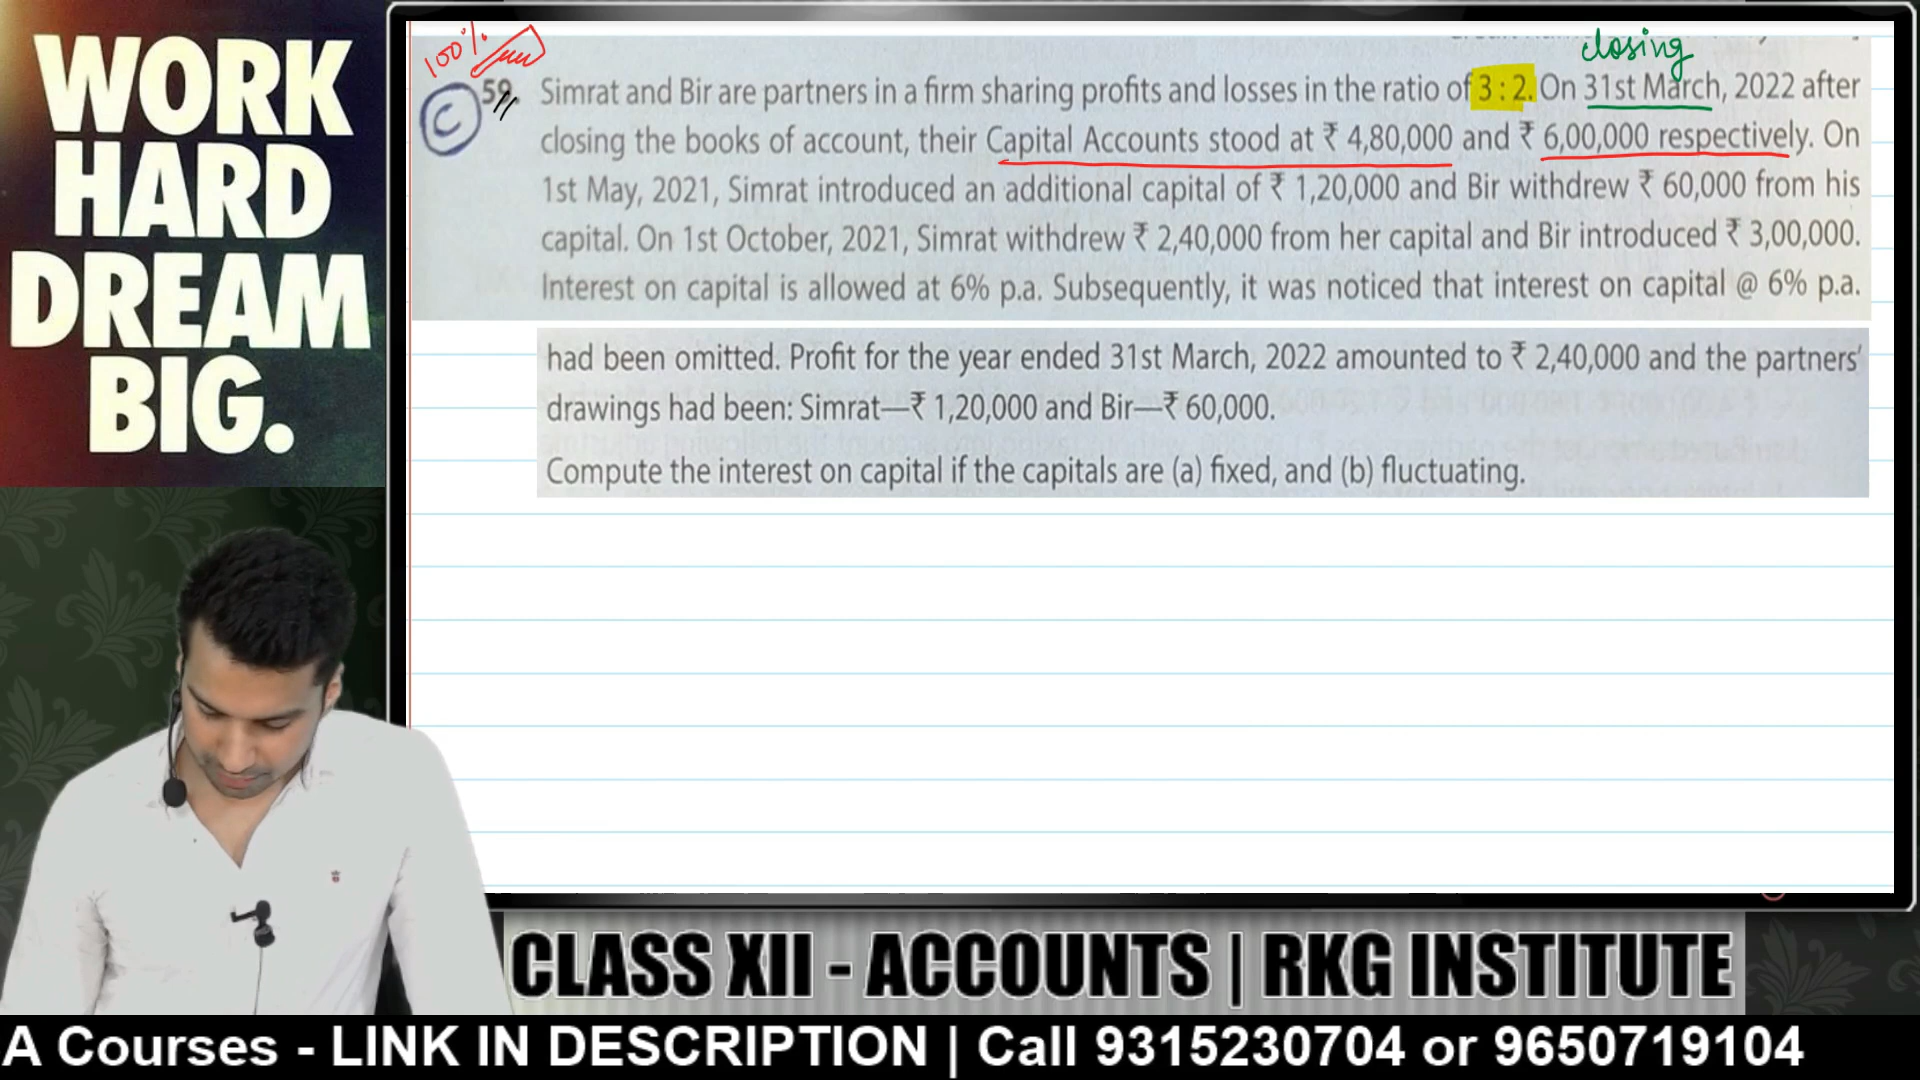 WORK
HARD
DREAM
BIG.
100%
closing
C
59. Simrat and Bir are partners in a firm sharing profits and losses in the ratio of 3 : 2. On 31st March, 2022 after
closing the books of account, their Capital Accounts stood at ₹ 4,80,000 and ₹ 6,00,000 respectively. On
1st May, 2021, Simrat introduced an additional capital of ₹ 1,20,000 and Bir withdrew ₹ 60,000 from his
capital. On 1st October, 2021, Simrat withdrew ₹ 2,40,000 from her capital and Bir introduced ₹ 3,00,000.
Interest on capital is allowed at 6% p.a. Subsequently, it was noticed that interest on capital @ 6% p.a.
had been omitted. Profit for the year ended 31st March, 2022 amounted to ₹ 2,40,000 and the partners'
drawings had been: Simrat—₹ 1,20,000 and Bir—₹ 60,000.
Compute the interest on capital if the capitals are (a) fixed, and (b) fluctuating.
CLASS XII - ACCOUNTS | RKG INSTITUTE
A Courses - LINK IN DESCRIPTION | Call 9315230704 or 9650719104